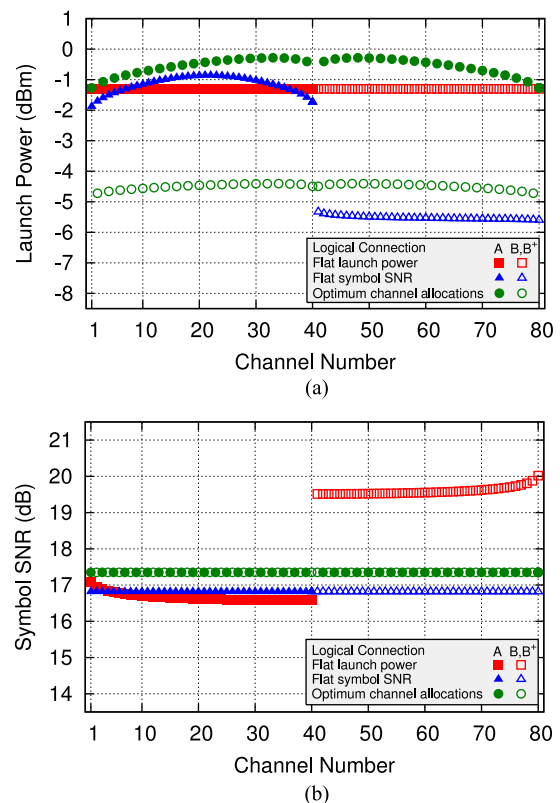 1
0
-1
-2
-3
-4
-5
-6
-7
-8
Launch Power (dBm)
Logical Connection A B,B+
Flat launch power
Flat symbol SNR
Optimum channel allocations
1 10 20 30 40 50 60 70 80
Channel Number
(a)
21
20
19
18
17
16
15
14
Symbol SNR (dB)
Logical Connection A B,B+
Flat launch power
Flat symbol SNR
Optimum channel allocations
1 10 20 30 40 50 60 70 80
Channel Number
(b)